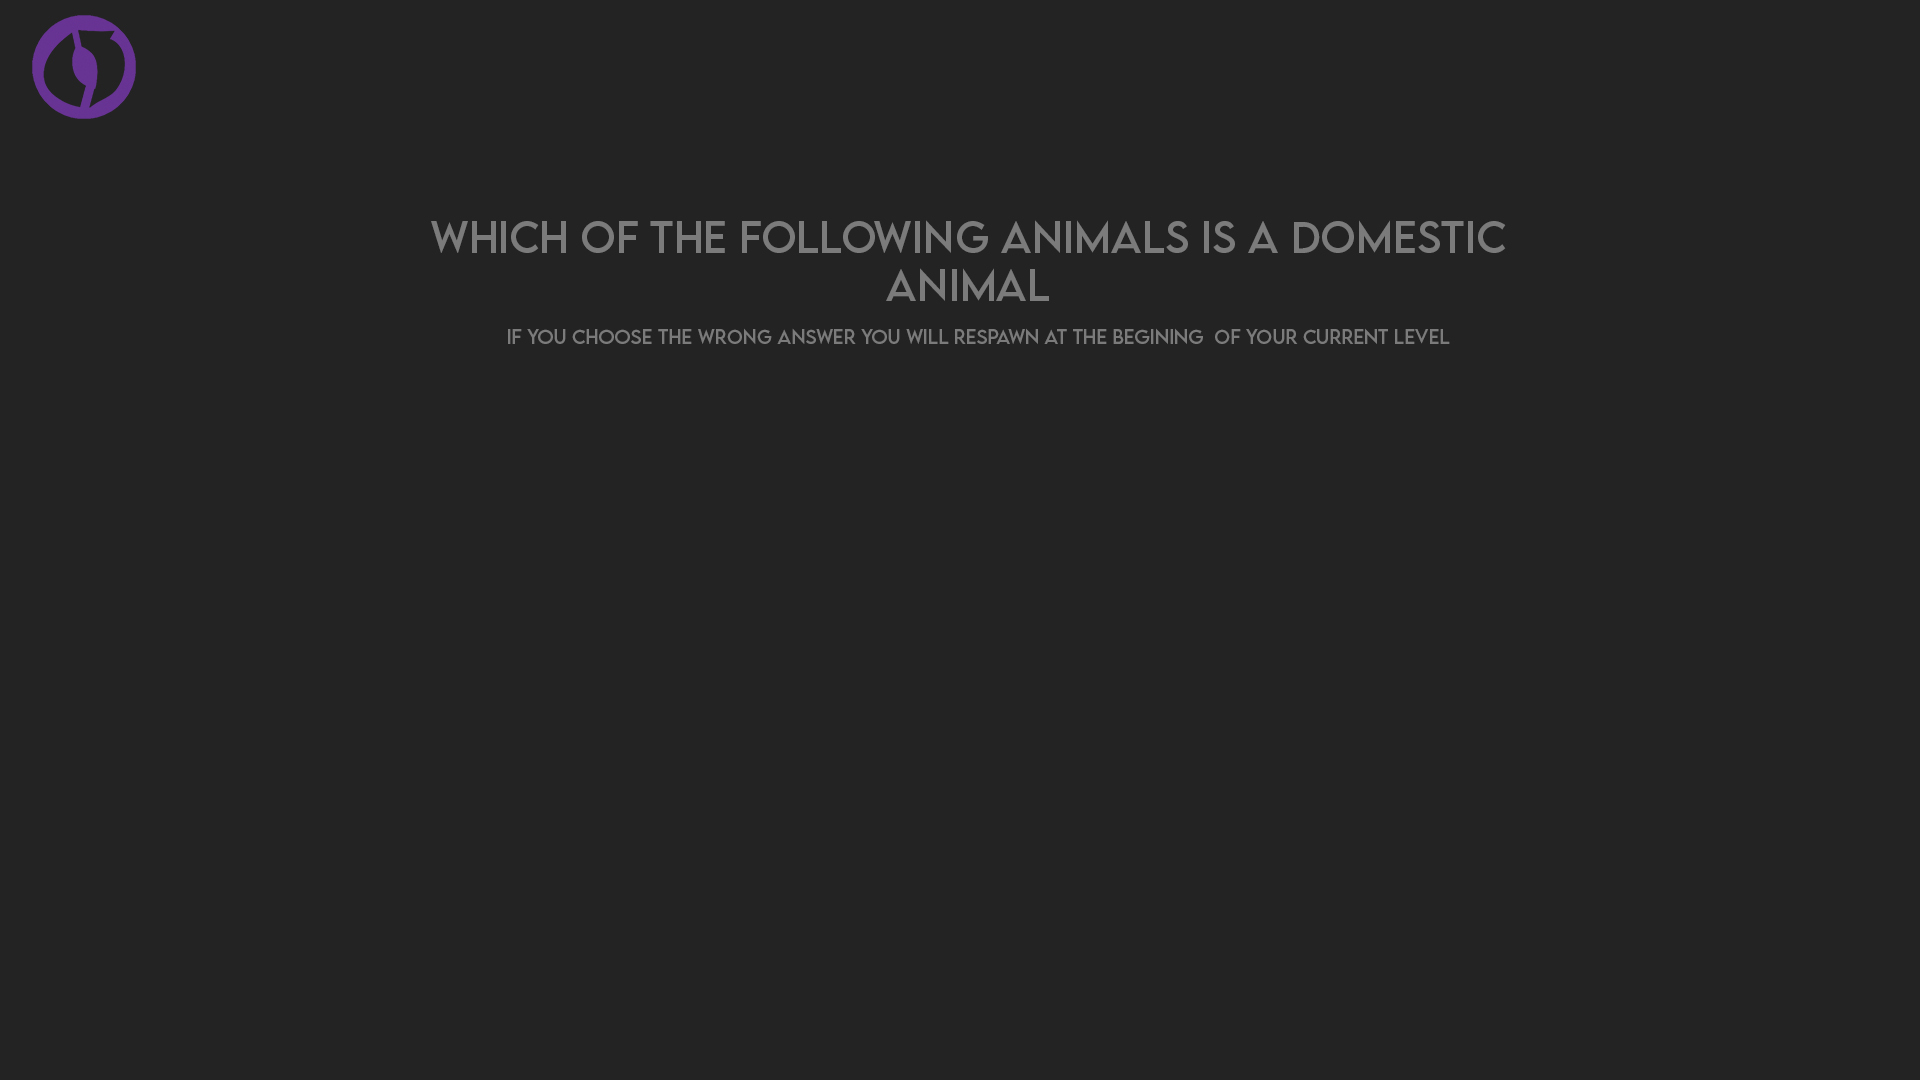 WHICH OF THE FOLLOWING ANIMALS IS A DOMESTIC
ANIMAL
IF YOU CHOOSE THE WRONG ANSWER YOU WILL RESPAWN AT THE BEGINING OF YOUR CURRENT LEVEL